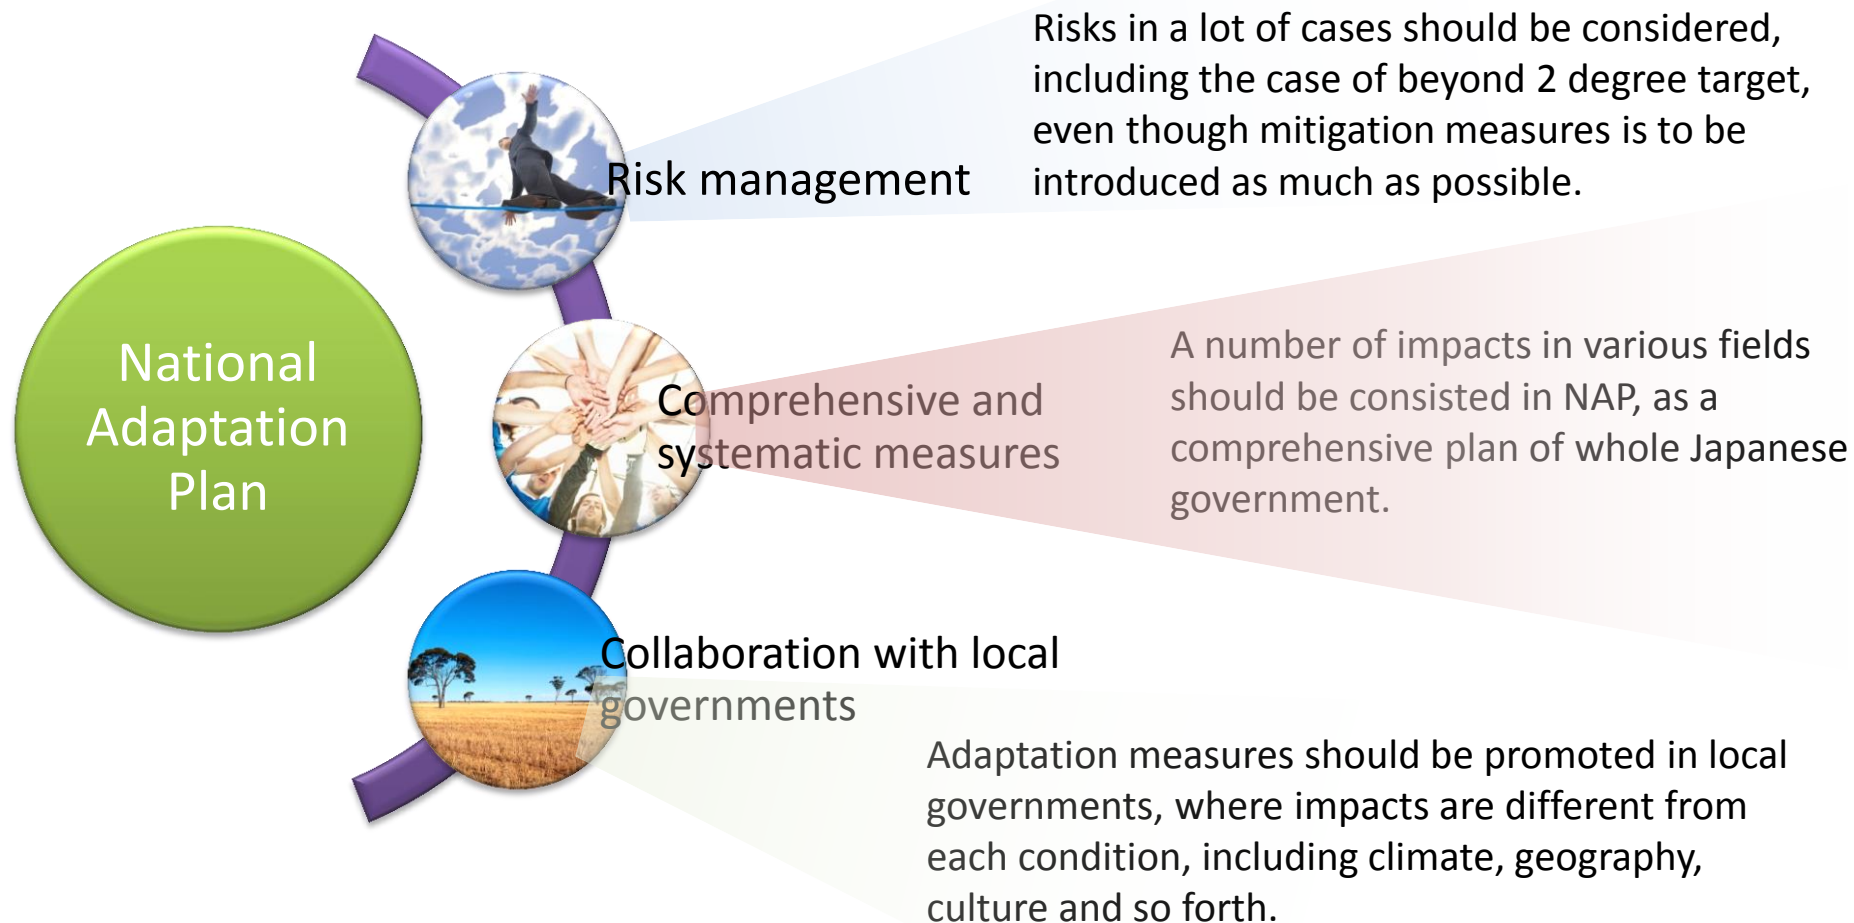 National
Adaptation
Plan
Risk management
Risks in a lot of cases should be considered,
including the case of beyond 2 degree target,
even though mitigation measures is to be
introduced as much as possible.
Comprehensive and
systematic measures
A number of impacts in various fields
should be consisted in NAP, as a
comprehensive plan of whole Japanese
government.
Collaboration with local
governments
Adaptation measures should be promoted in local
governments, where impacts are different from
each condition, including climate, geography,
culture and so forth.